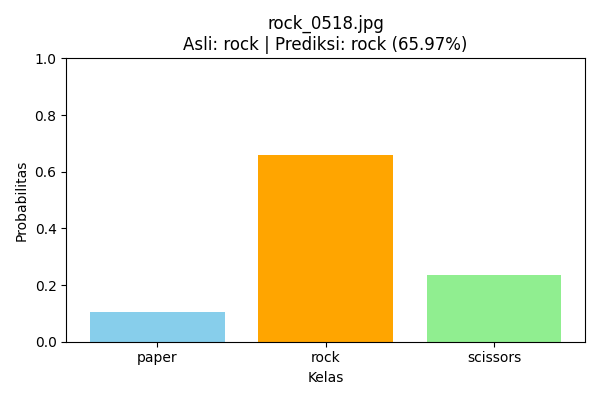 rock_0518.jpg
Asli: rock | Prediksi: rock (65.97%)
1.0
0.8
0.6
0.4
0.2
0.0
Probabilitas
paper
rock
scissors
Kelas